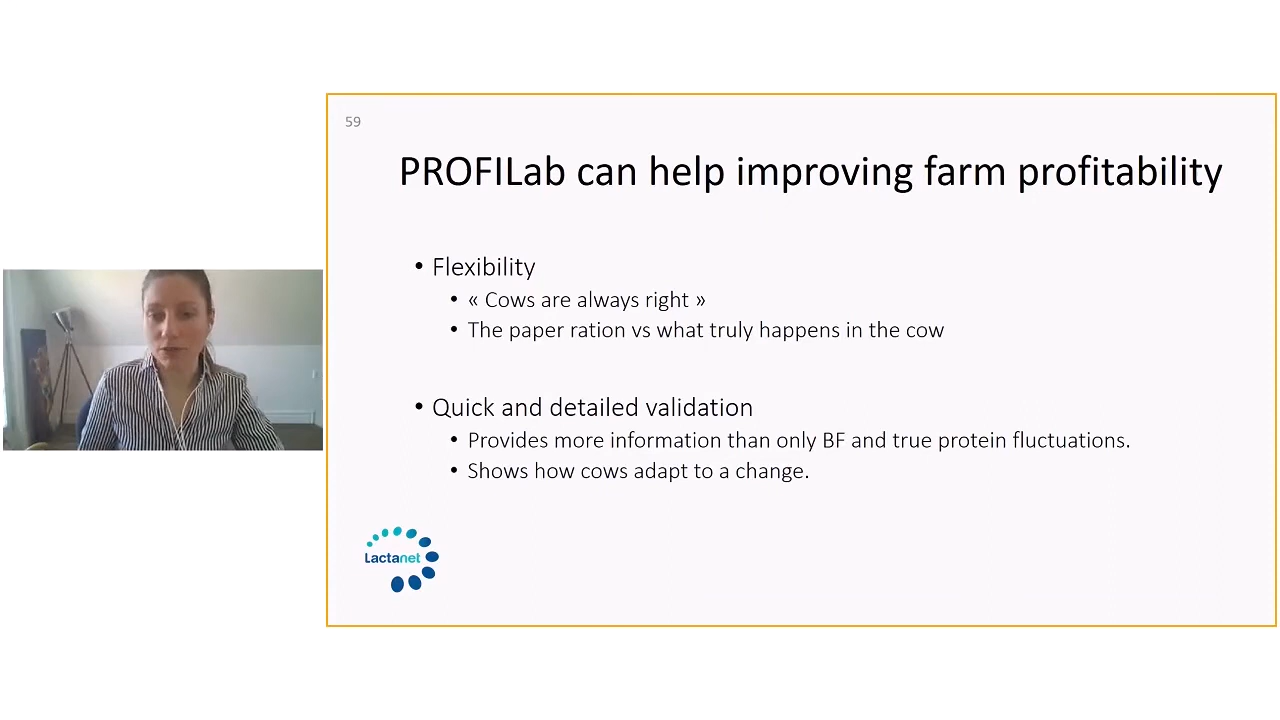 59
PROFILab can help improving farm profitability
• Flexibility
• « Cows are always right »
• The paper ration vs what truly happens in the cow
• Quick and detailed validation
• Provides more information than only BF and true protein fluctuations.
• Shows how cows adapt to a change.
Lactanet